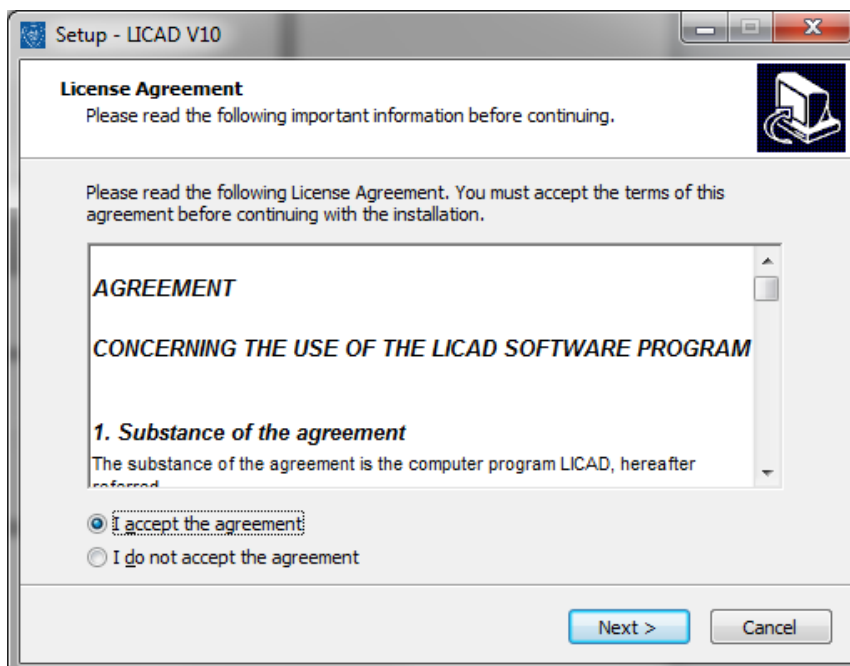 Setup - LICAD V10
License Agreement
Please read the following important information before continuing.
Please read the following License Agreement. You must accept the terms of this
agreement before continuing with the installation.
AGREEMENT
CONCERNING THE USE OF THE LICAD SOFTWARE PROGRAM
1. Substance of the agreement
The substance of the agreement is the computer program LICAD, hereafter
referred
I accept the agreement
I do not accept the agreement
Next >
Cancel